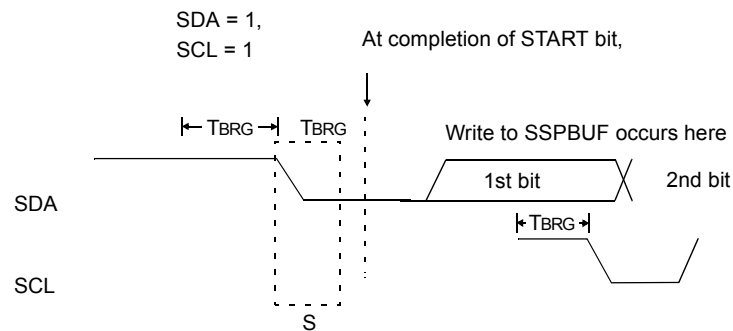 SDA = 1,
SCL = 1
At completion of START bit,
TBRG
TBRG
Write to SSPBUF occurs here
1st bit
2nd bit
SDA
TBRG
SCL
S